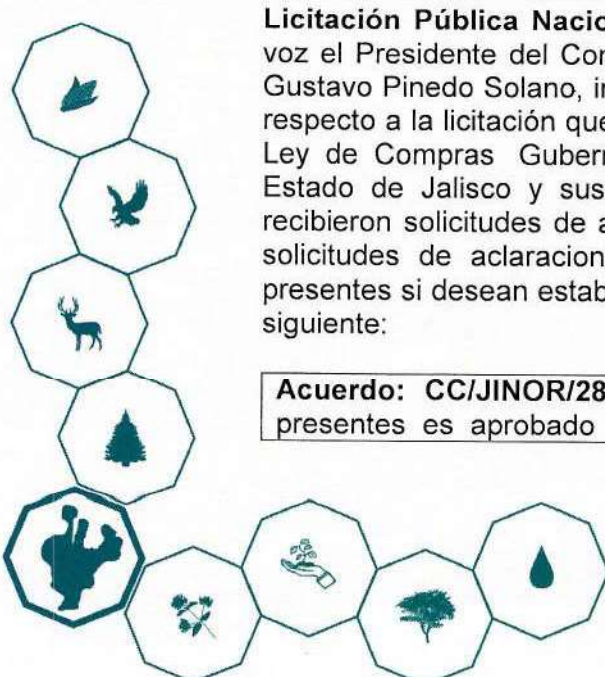 Licitación Pública Nacio
voz el Presidente del Cor
Gustavo Pinedo Solano, ir
respecto a la licitación que
Ley de Compras Gubern
Estado de Jalisco y sus
recibieron solicitudes de a
solicitudes de aclaracion
presentes si desean estab
siguiente:
Acuerdo: CC/JINOR/28
presentes es aprobado